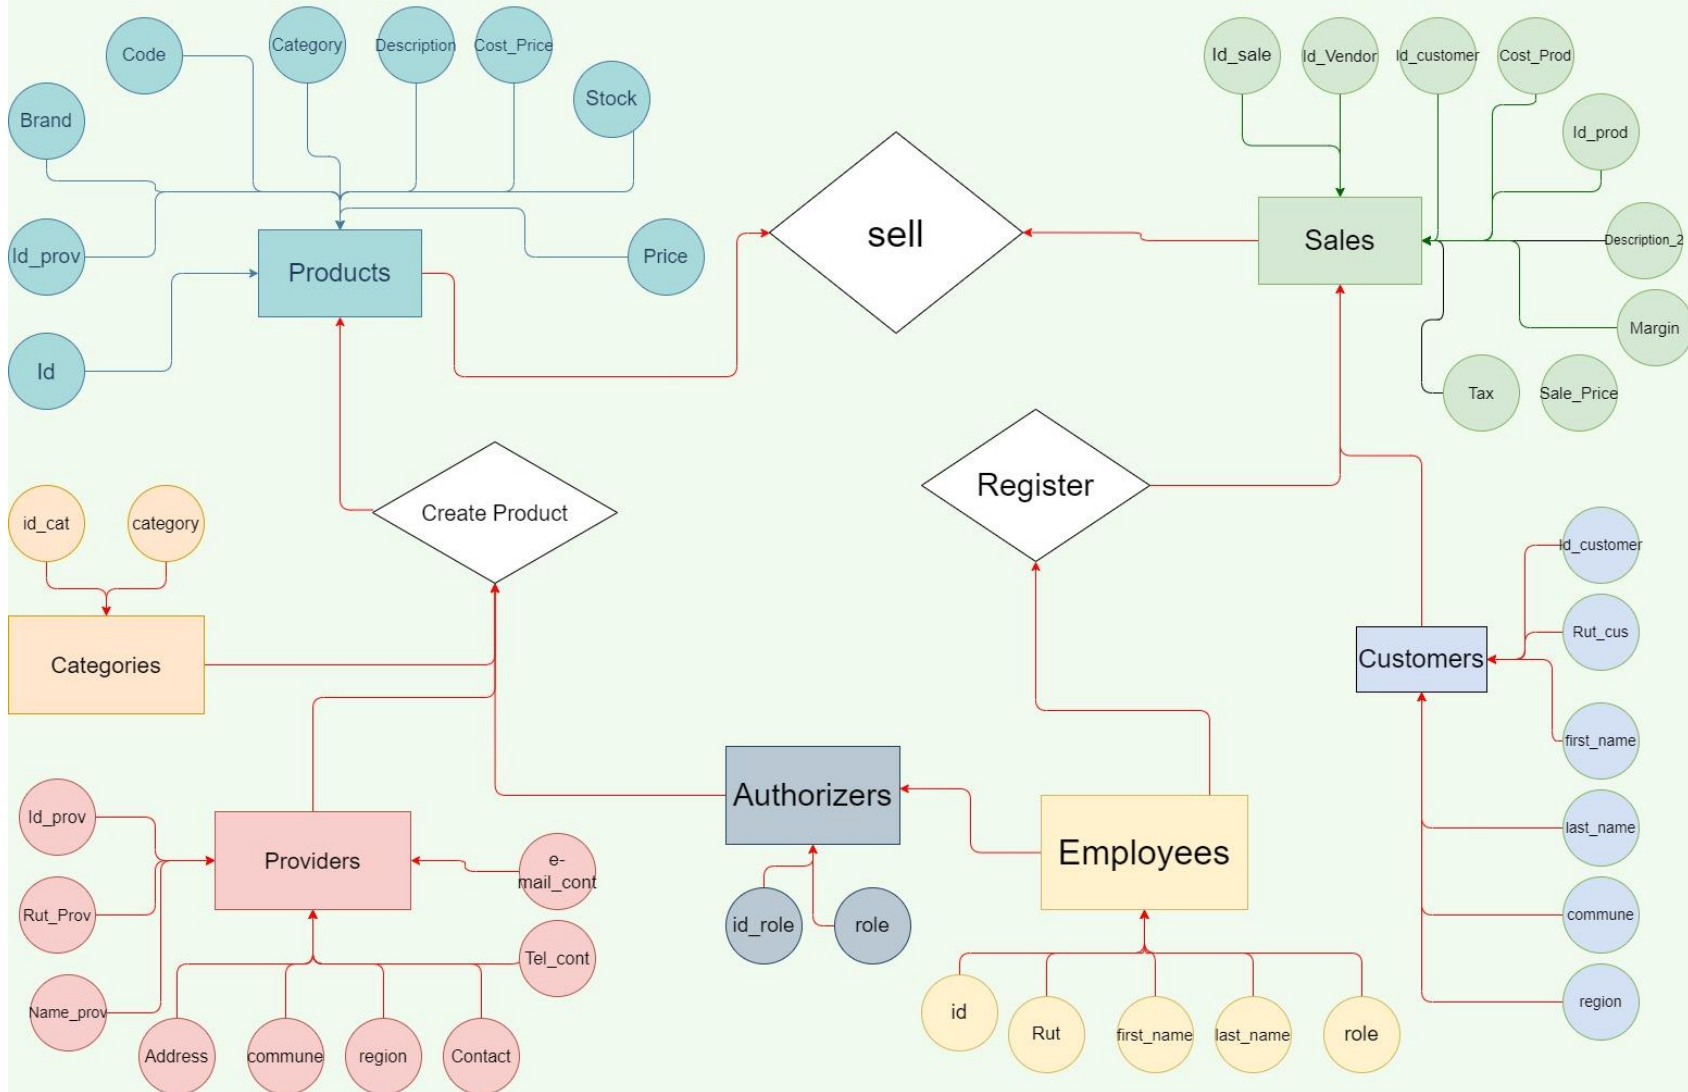 Code
Category
Description
Cost_Price
Stock
Brand
Id_prov
Id
Price
Products
sell
Id_sale
Id_Vendor
Id_customer
Cost_Prod
Id_prod
Sales
Description_2
Margin
Tax
Sale_Price
Create Product
Register
id_cat
category
Categories
Id_customer
Rut_cus
Customers
first_name
last_name
commune
region
Authorizers
id_role
role
Employees
id
Rut
first_name
last_name
role
Id_prov
Providers
e-
mail_cont
Rut_Prov
Tel_cont
Name_prov
Address
commune
region
Contact